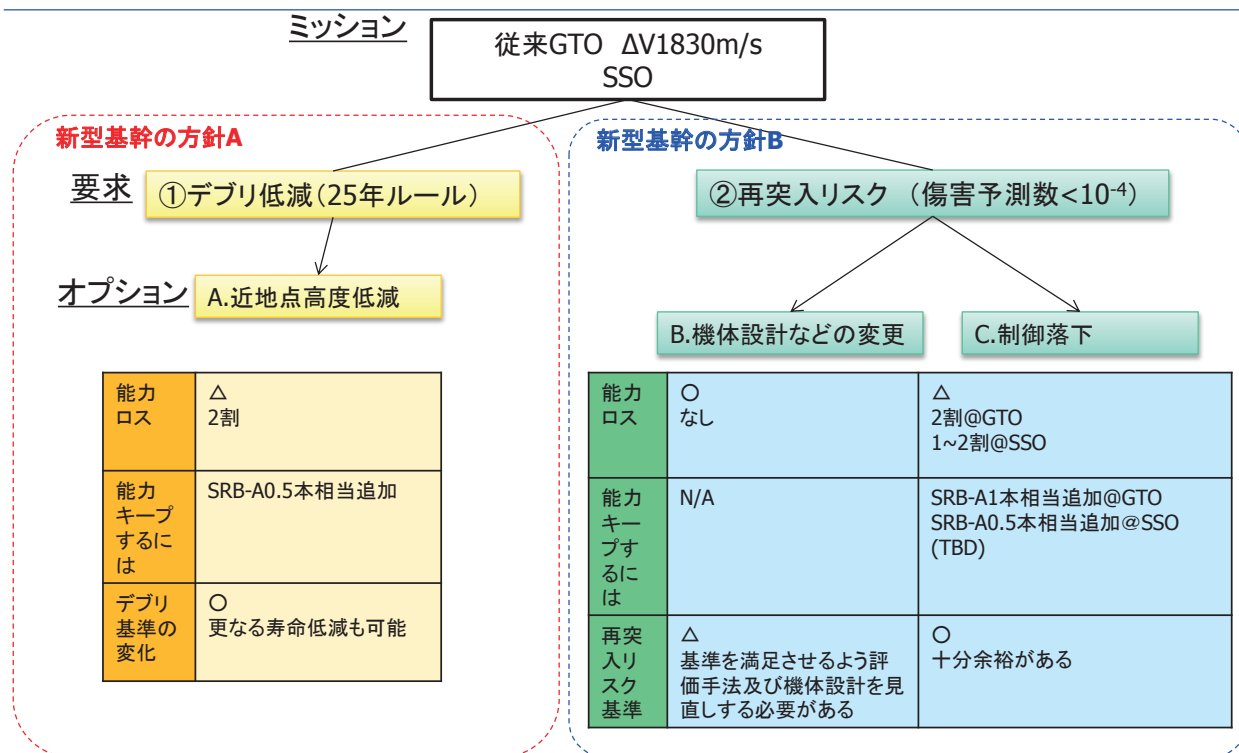 ミッション
従来GTO ΔV1830m/s
SSO
新型基幹の方針A
要求
①デブリ低減(25年ルール)
オプション
A.近地点高度低減
能力
ロス
△
2割
能力
キープ
するに
は
SRB-A0.5本相当追加
デブリ
基準の
変化
○
更なる寿命低減も可能
新型基幹の方針B
②再突入リスク (傷害予測数<10-4)
B.機体設計などの変更
C.制御落下
能力
ロス
○
なし
△
2割@GTO
1~2割@SSO
能力
キー
プす
るに
は
N/A
SRB-A1本相当追加@GTO
SRB-A0.5本相当追加@SSO
(TBD)
再突
入リ
スク
基準
△
基準を満足させるよう評
価手法及び機体設計を見
直しする必要がある
○
十分余裕がある